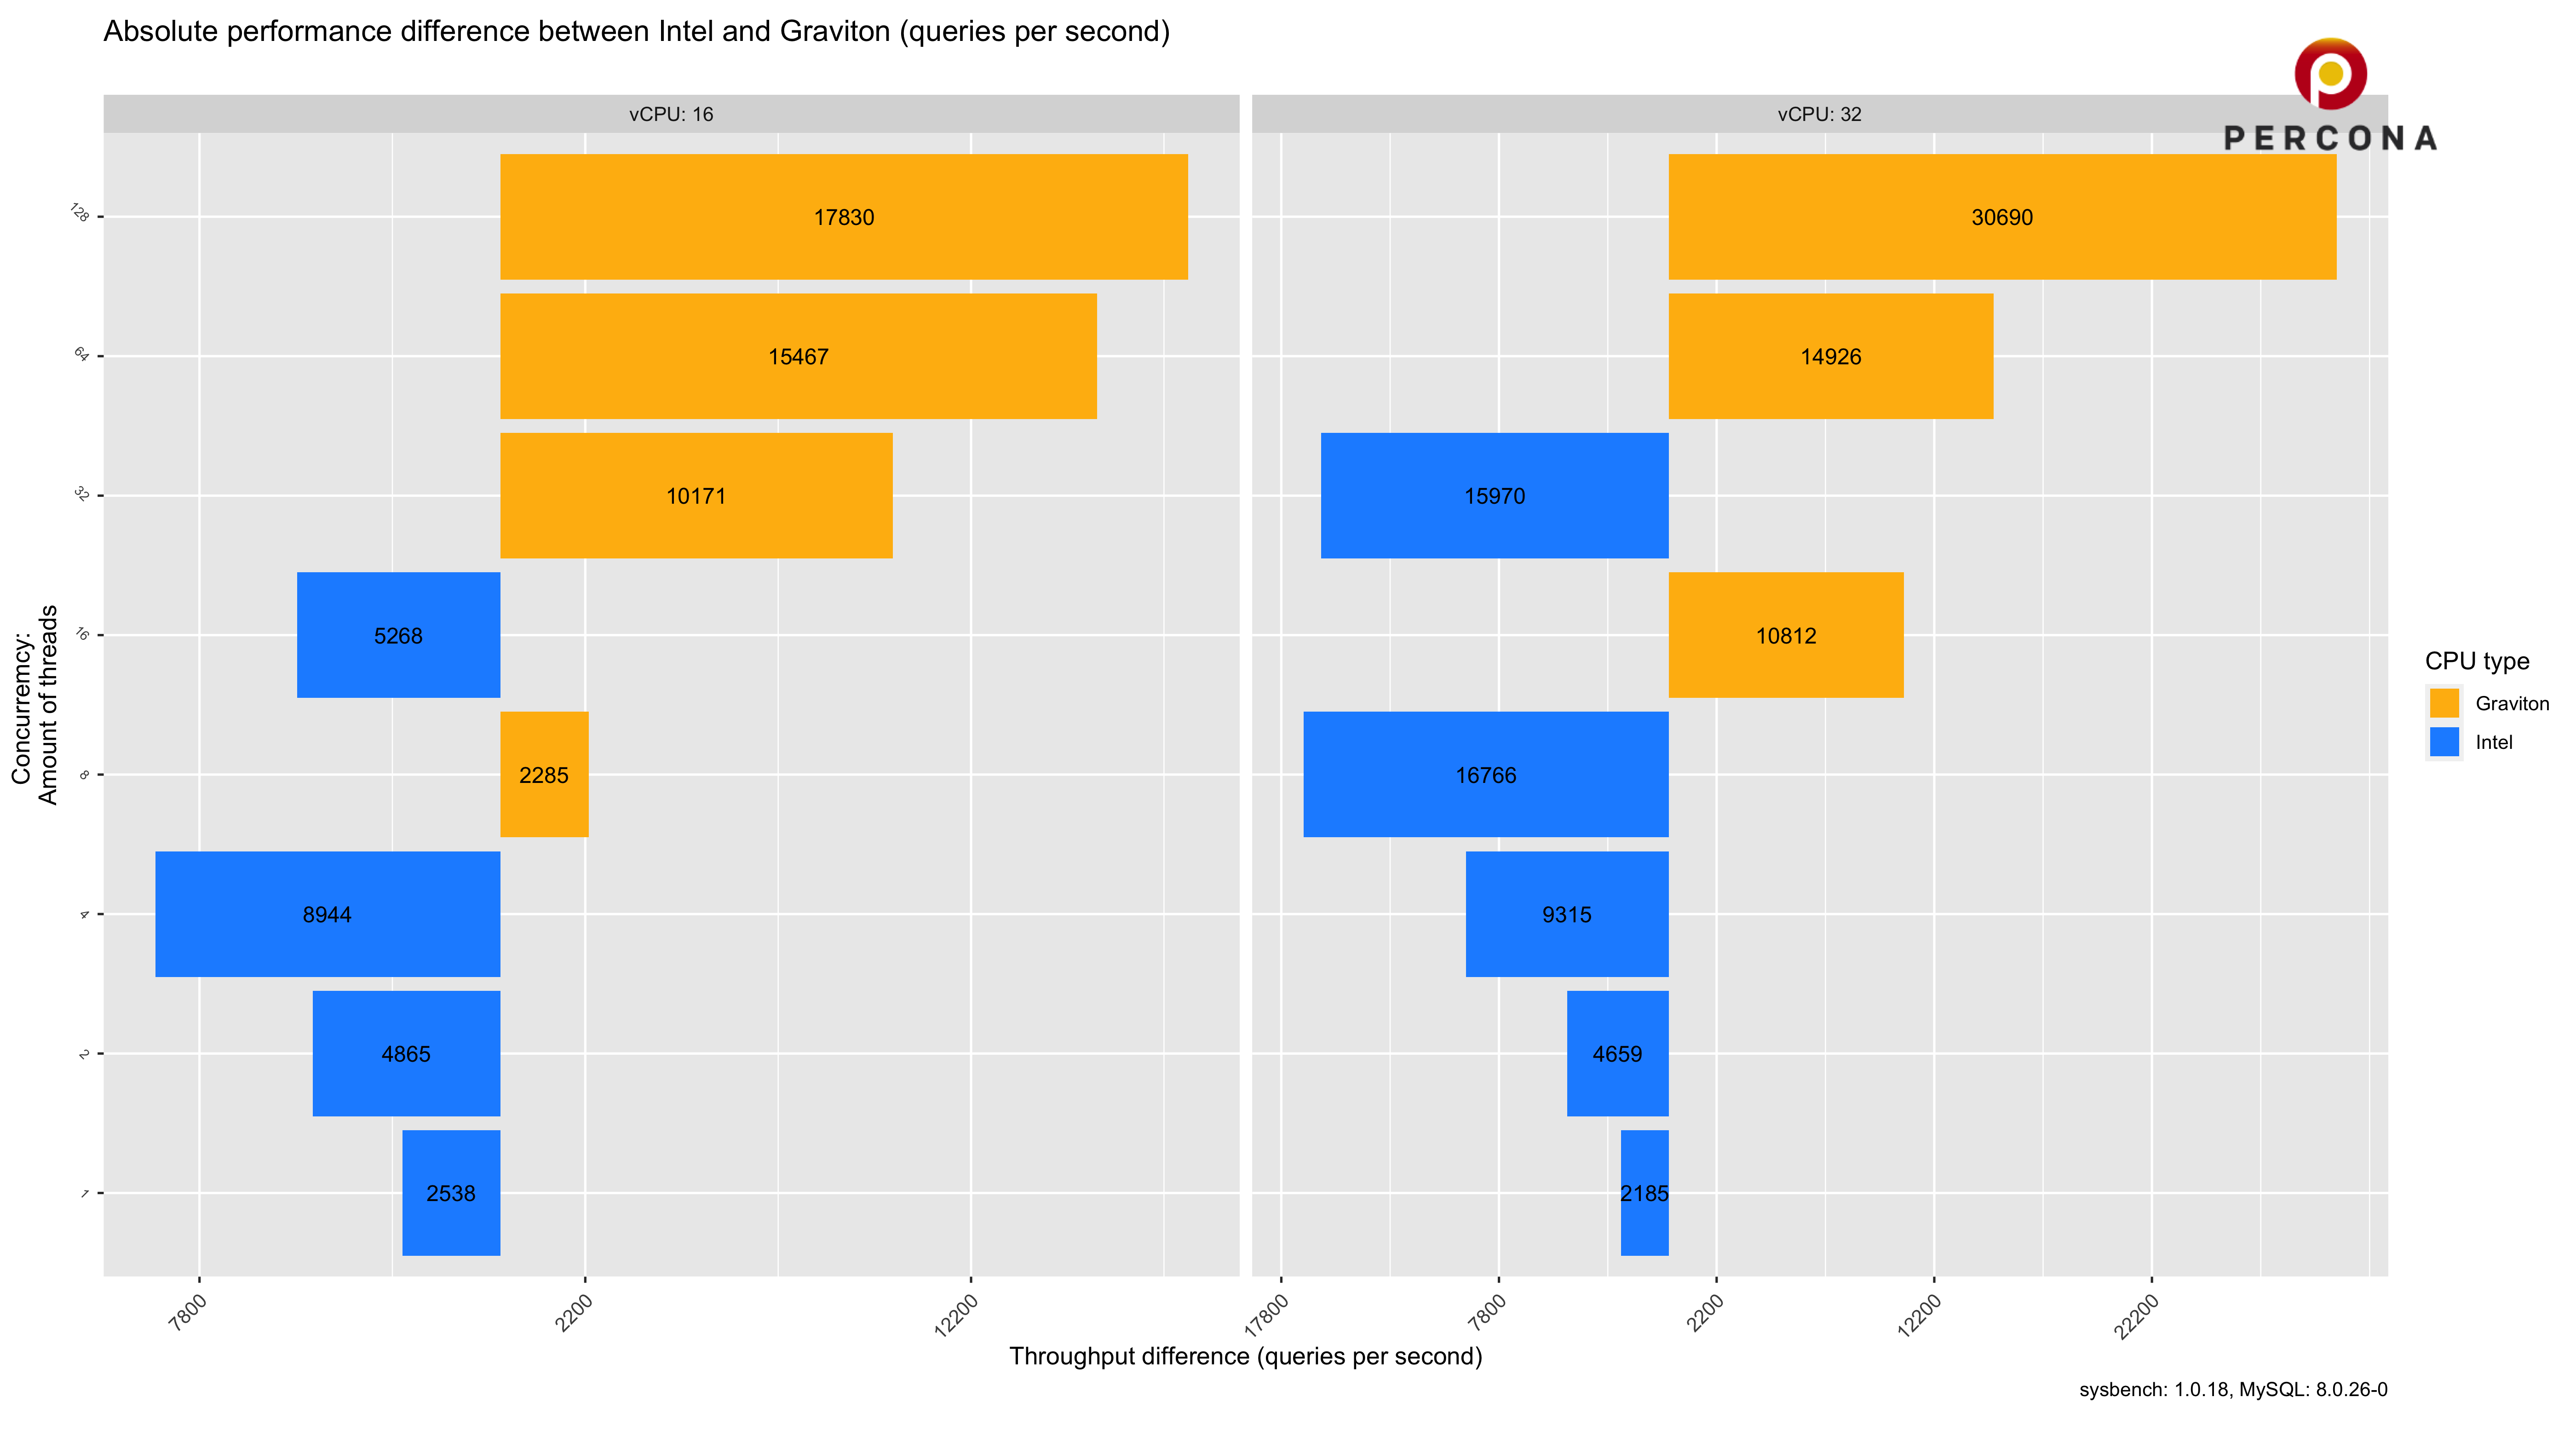 Absolute performance difference between Intel and Graviton (queries per second)
PERCONA
vCPU: 16
vCPU: 32
128
17830
30690
64
15467
14926
32
10171
15970
16
5268
10812
8
2285
16766
4
8944
9315
2
4865
4659
1
2538
2185
Concurremcy:
Amount of threads
CPU type
Graviton
Intel
7800
2200
12200
17800
7800
2200
12200
22200
Throughput difference (queries per second)
sysbench: 1.0.18, MySQL: 8.0.26-0